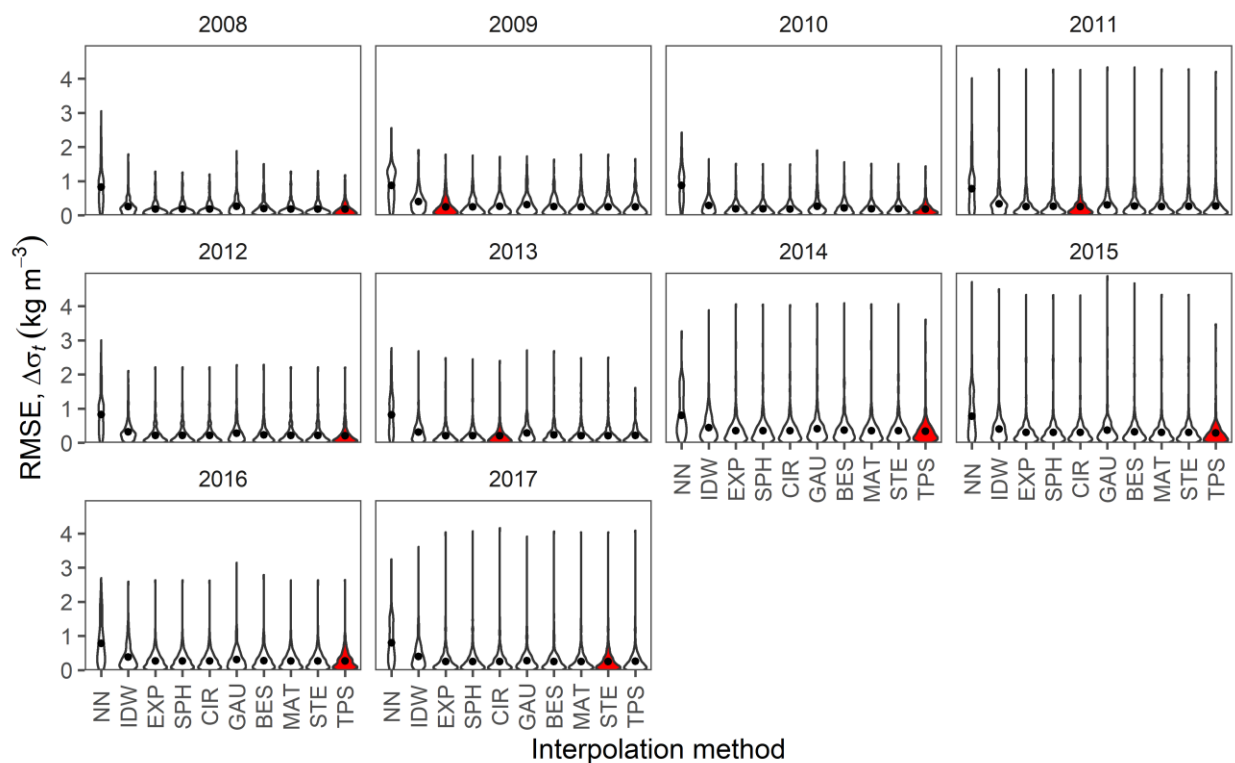 2008 2009 2010 2011
4
3
2
1
0
2012 2013 2014 2015
4
3
2
1
0
NN IDW EXP SPH CIR GAU BES MAT STE TPS NN IDW EXP SPH CIR GAU BES MAT STE TPS
2016 2017
4
3
2
1
0
NN IDW EXP SPH CIR GAU BES MAT STE TPS NN IDW EXP SPH CIR GAU BES MAT STE TPS
RMSE, Δσₜ (kg m⁻³)
Interpolation method